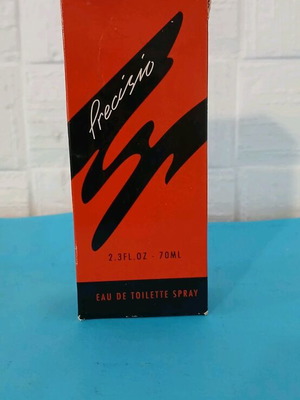 Precisio
2.3FL.OZ - 70ML
EAU DE TOILETTE SPRAY